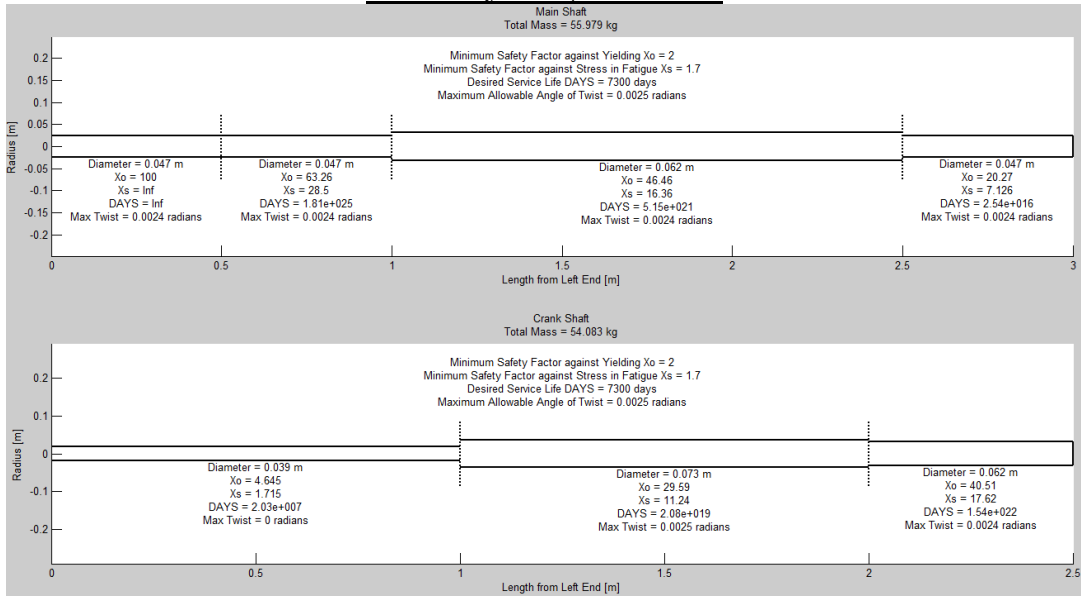 Main Shaft
Total Mass = 55.979 kg
Minimum Safety Factor against Yielding Xo = 2
Minimum Safety Factor against Stress in Fatigue Xs = 1.7
Desired Service Life DAYS = 7300 days
Maximum Allowable Angle of Twist = 0.0025 radians
Radius [m]
0.2
0.15
0.1
0.05
0
-0.05
-0.1
-0.15
-0.2
Diameter = 0.047 m
Xo = 100
Xs = Inf
DAYS = Inf
Max Twist = 0.0024 radians
Diameter = 0.047 m
Xo = 63.26
Xs = 28.5
DAYS = 1.81e+025
Max Twist = 0.0024 radians
Diameter = 0.062 m
Xo = 46.46
Xs = 16.36
DAYS = 5.15e+021
Max Twist = 0.0024 radians
Diameter = 0.047 m
Xo = 20.27
Xs = 7.126
DAYS = 2.54e+016
Max Twist = 0.0024 radians
0 0.5 1 1.5 2 2.5 3
Length from Left End [m]
Crank Shaft
Total Mass = 54.083 kg
Minimum Safety Factor against Yielding Xo = 2
Minimum Safety Factor against Stress in Fatigue Xs = 1.7
Desired Service Life DAYS = 7300 days
Maximum Allowable Angle of Twist = 0.0025 radians
Radius [m]
0.2
0.1
0
-0.1
-0.2
Diameter = 0.039 m
Xo = 4.645
Xs = 1.715
DAYS = 2.03e+007
Max Twist = 0 radians
Diameter = 0.073 m
Xo = 29.59
Xs = 11.24
DAYS = 2.08e+019
Max Twist = 0.0025 radians
Diameter = 0.062 m
Xo = 40.51
Xs = 17.62
DAYS = 1.54e+022
Max Twist = 0.0024 radians
0 0.5 1 1.5 2 2.5
Length from Left End [m]